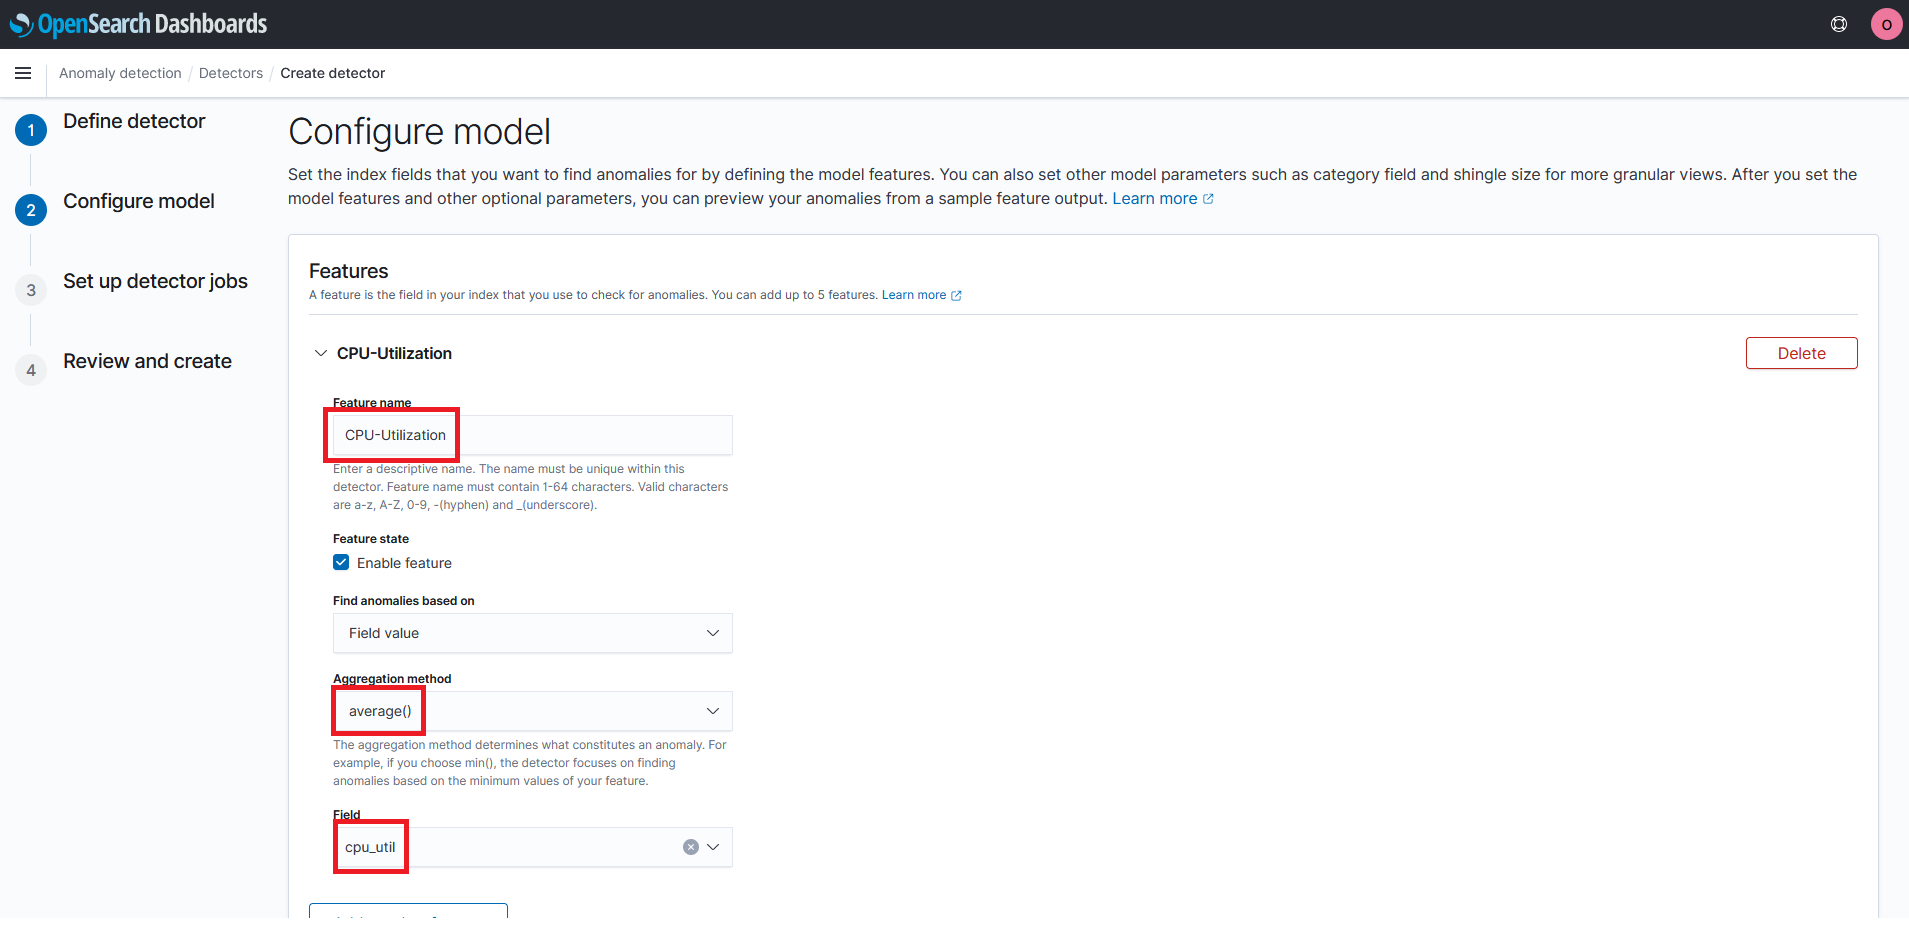 OpenSearch Dashboards
O
Anomaly detection / Detectors / Create detector
1 Define detector
2 Configure model
3 Set up detector jobs
4 Review and create
Configure model
Set the index fields that you want to find anomalies for by defining the model features. You can also set other model parameters such as category field and shingle size for more granular views. After you set the
model features and other optional parameters, you can preview your anomalies from a sample feature output. Learn more
Features
A feature is the field in your index that you use to check for anomalies. You can add up to 5 features. Learn more
CPU-Utilization
Delete
Feature name
CPU-Utilization
Enter a descriptive name. The name must be unique within this
detector. Feature name must contain 1-64 characters. Valid characters
are a-z, A-Z, 0-9, -(hyphen) and _(underscore).
Feature state
Enable feature
Find anomalies based on
Field value
Aggregation method
average()
The aggregation method determines what constitutes an anomaly. For
example, if you choose min(), the detector focuses on finding
anomalies based on the minimum values of your feature.
Field
cpu_util